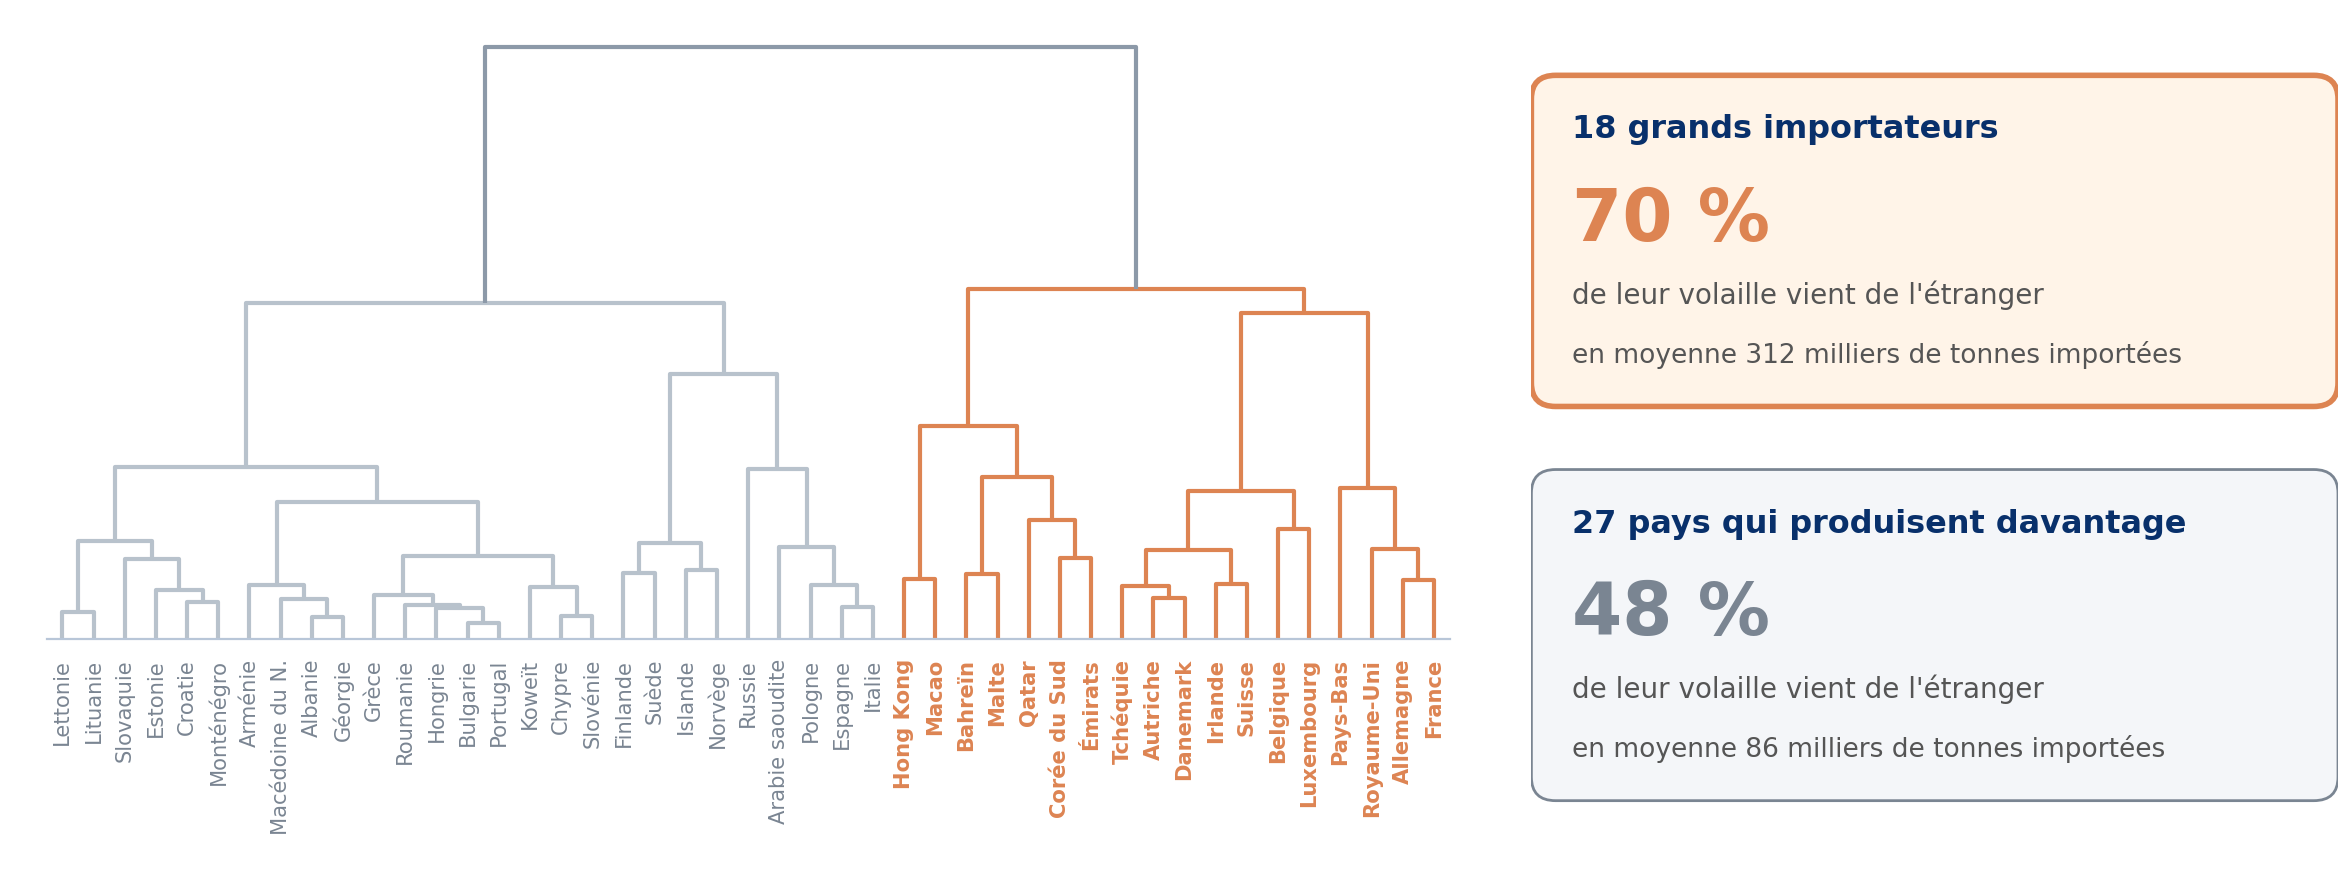 18 grands importateurs
70 %
de leur volaille vient de l'étranger
en moyenne 312 milliers de tonnes importées
27 pays qui produisent davantage
48 %
de leur volaille vient de l'étranger
en moyenne 86 milliers de tonnes importées
Lettonie
Lituanie
Slovaquie
Estonie
Croatie
Monténégro
Arménie
Macédoine du N.
Albanie
Géorgie
Grèce
Roumanie
Hongrie
Bulgarie
Portugal
Koweït
Chypre
Slovénie
Finlande
Suède
Islande
Norvège
Russie
Arabie saoudite
Pologne
Espagne
Italie
Hong Kong
Macao
Bahreïn
Malte
Qatar
Corée du Sud
Émirats
Tchéquie
Autriche
Danemark
Irlande
Suisse
Belgique
Luxembourg
Pays-Bas
Royaume-Uni
Allemagne
France